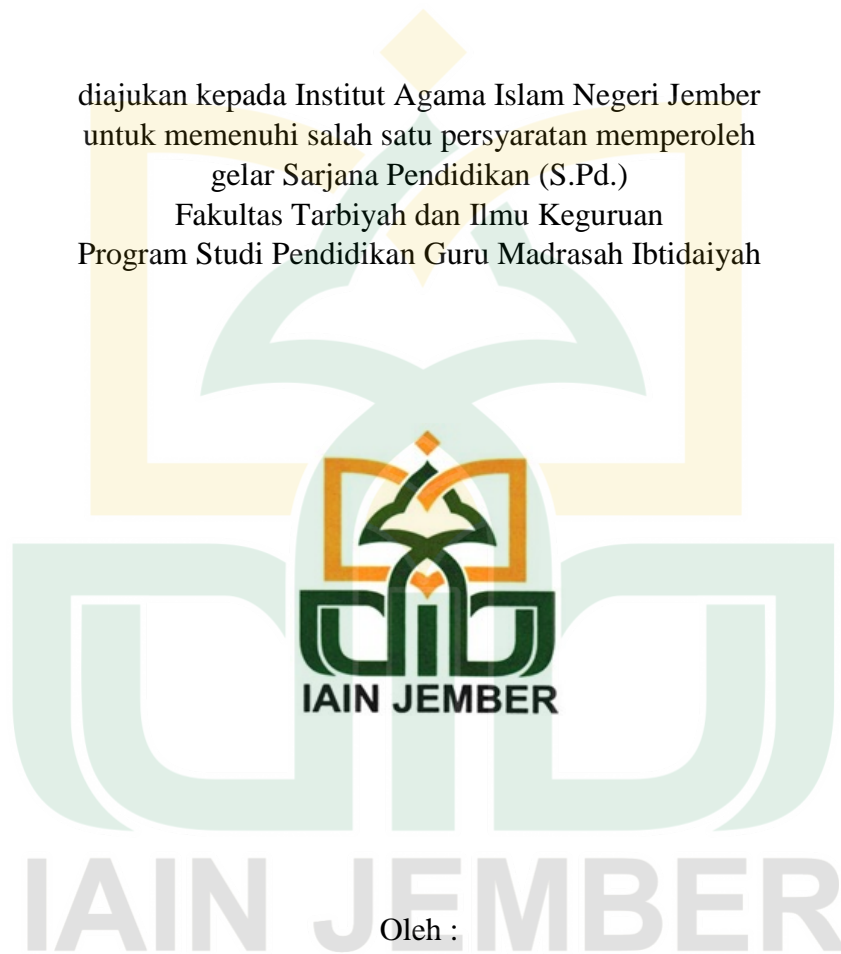 diajukan kepada Institut Agama Islam Negeri Jember
untuk memenuhi salah satu persyaratan memperoleh
gelar Sarjana Pendidikan (S.Pd.)
Fakultas Tarbiyah dan Ilmu Keguruan
Program Studi Pendidikan Guru Madrasah Ibtidaiyah
IAIN JEMBER
IAIN JEMBER
Oleh :